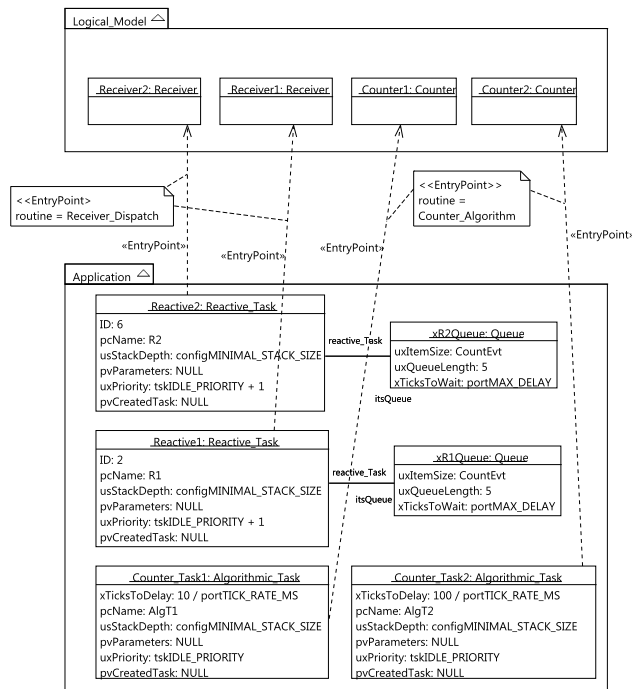 Logical_Model
Receiver2: Receiver
Receiver1: Receiver
Counter1: Counter
Counter2: Counter
<<EntryPoint>
routine = Receiver_Dispatch
<<EntryPoint>>
routine =
Counter_Algorithm
«EntryPoint»
«EntryPoint»
«EntryPoint»
«EntryPoint»
Application
Reactive2: Reactive_Task
ID: 6
pcName: R2
usStackDepth: configMINIMAL_STACK_SIZE
pvParameters: NULL
uxPriority: tskIDLE_PRIORITY + 1
pvCreatedTask: NULL
reactive_Task
itsQueue
xR2Queue: Queue
uxItemSize: CountEvt
uxQueueLength: 5
xTicksToWait: portMAX_DELAY
Reactive1: Reactive_Task
ID: 2
pcName: R1
usStackDepth: configMINIMAL_STACK_SIZE
pvParameters: NULL
uxPriority: tskIDLE_PRIORITY + 1
pvCreatedTask: NULL
reactive_Task
itsQueue
xR1Queue: Queue
uxItemSize: CountEvt
uxQueueLength: 5
xTicksToWait: portMAX_DELAY
Counter_Task1: Algorithmic_Task
xTicksToDelay: 10 / portTICK_RATE_MS
pcName: AlgT1
usStackDepth: configMINIMAL_STACK_SIZE
pvParameters: NULL
uxPriority: tskIDLE_PRIORITY
pvCreatedTask: NULL
Counter_Task2: Algorithmic_Task
xTicksToDelay: 100 / portTICK_RATE_MS
pcName: AlgT2
usStackDepth: configMINIMAL_STACK_SIZE
pvParameters: NULL
uxPriority: tskIDLE_PRIORITY
pvCreatedTask: NULL